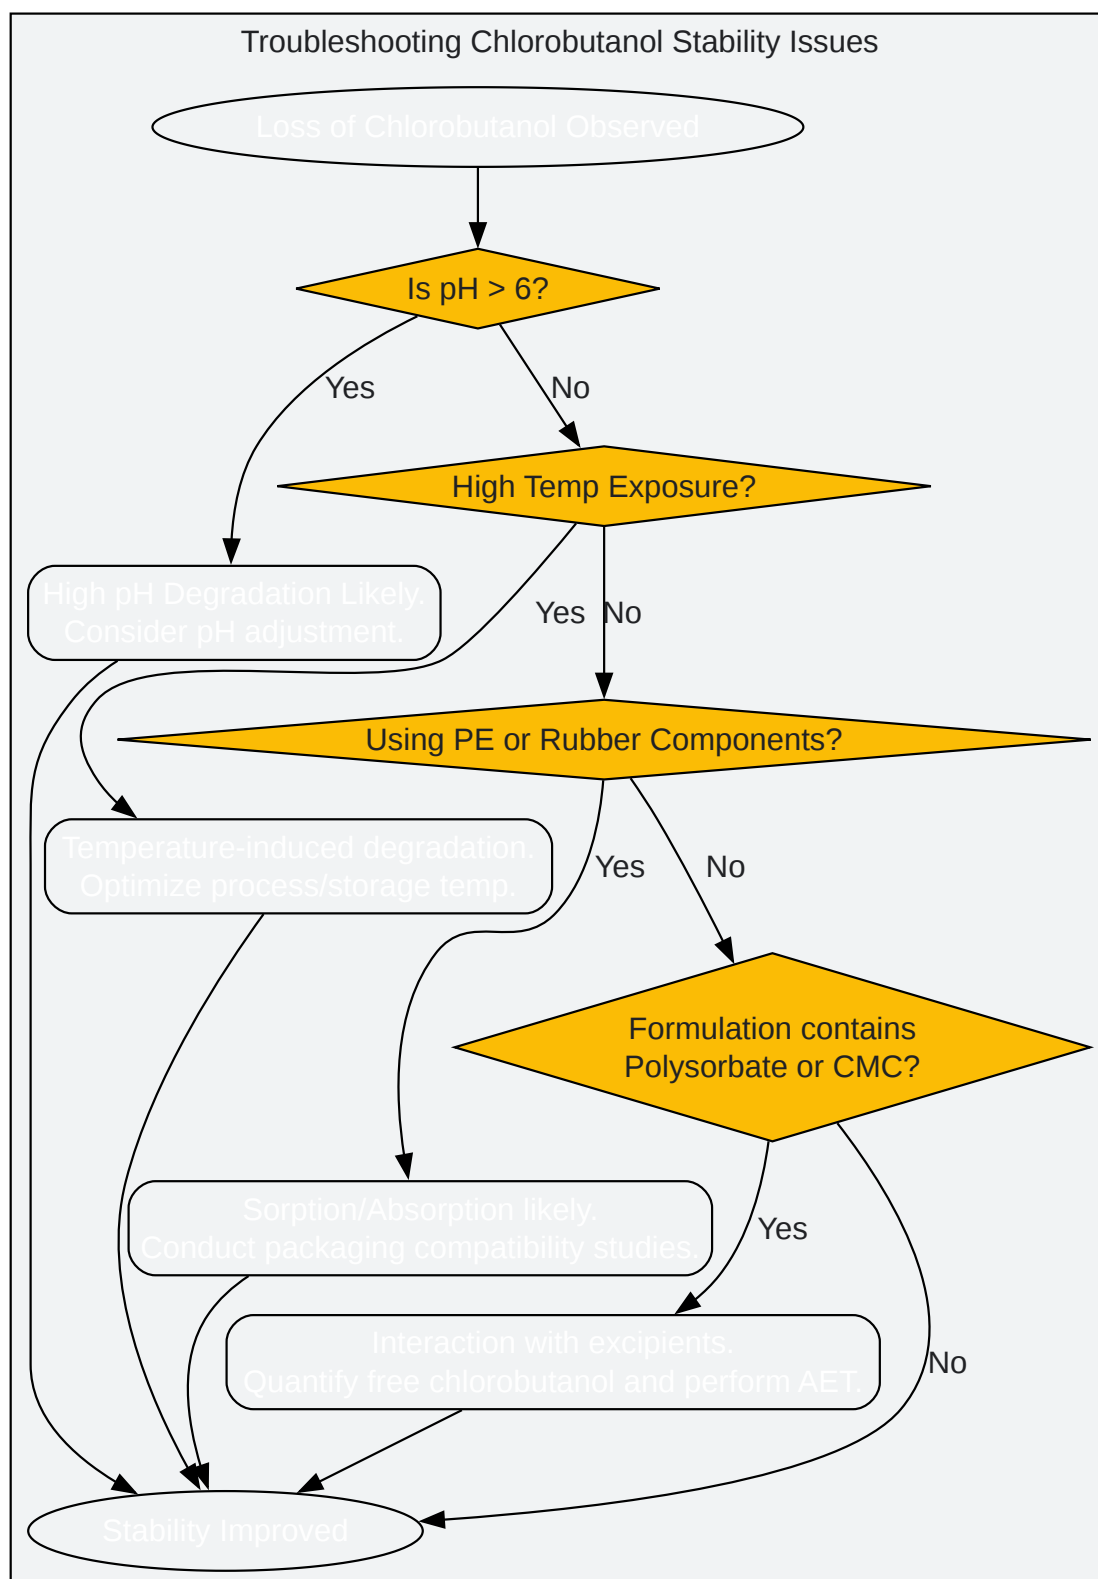 Troubleshooting Chlorobutanol Stability Issues
Loss of Chlorobutanol Observed
Is pH > 6?
Yes
No
High Temp Exposure?
High pH Degradation Likely.
Consider pH adjustment.
Yes
No
Using PE or Rubber Components?
Temperature-induced degradation.
Optimize process/storage temp.
Yes
No
Formulation contains
Polysorbate or CMC?
Sorption/Absorption likely.
Conduct packaging compatibility studies.
Yes
Interaction with excipients.
Quantify free chlorobutanol and perform AET.
No
Stability Improved